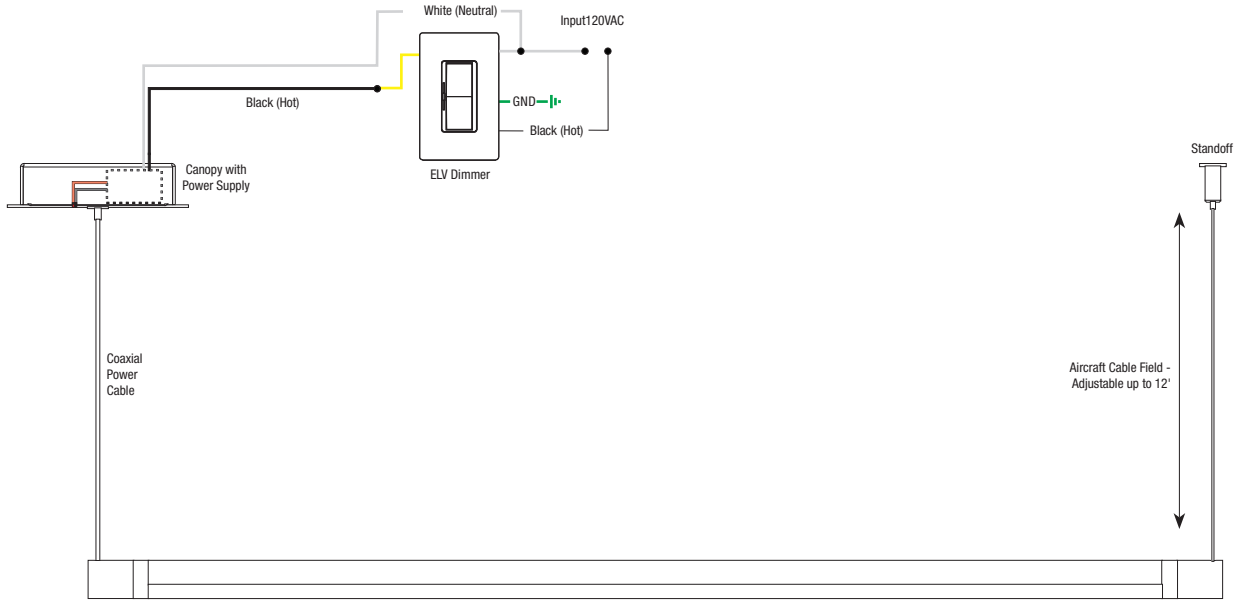 White (Neutral)
Input120VAC
Black (Hot)
GND
Black (Hot)
ELV Dimmer
Canopy with
Power Supply
Standoff
Coaxial
Power
Cable
Aircraft Cable Field -
Adjustable up to 12'